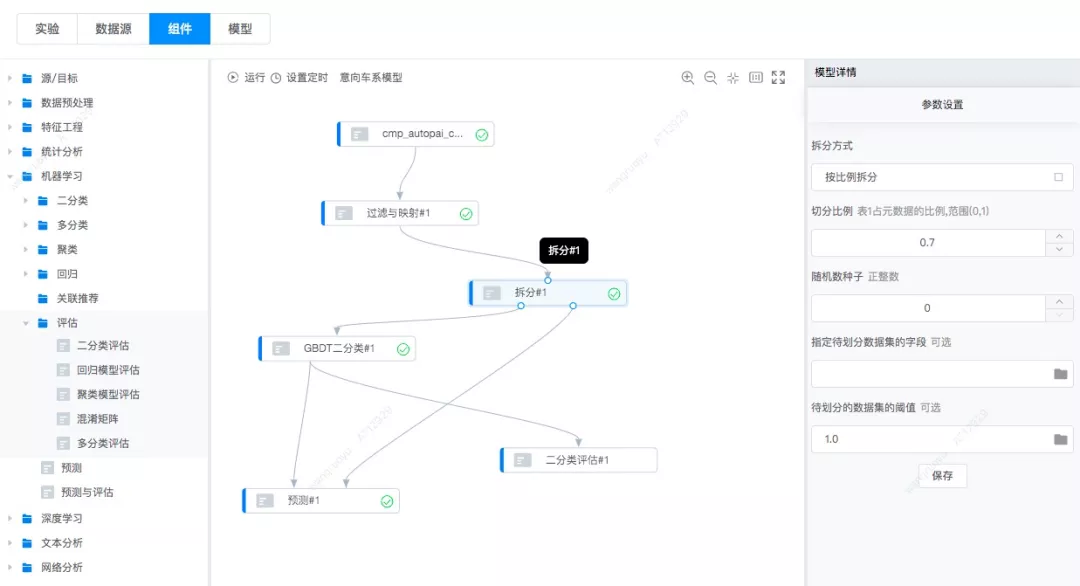 实验 数据源 组件 模型
源/目标
数据预处理
特征工程
统计分析
机器学习
二分类
多分类
聚类
回归
关联推荐
评估
二分类评估
回归模型评估
聚类模型评估
混淆矩阵
多分类评估
预测
预测与评估
深度学习
文本分析
网络分析
运行 设置定时 意向车系模型
cmp_autopai_c...
过滤与映射#1
拆分#1
拆分#1
GBDT二分类#1
二分类评估#1
预测#1
模型详情
参数设置
拆分方式
按比例拆分
切分比例 表1占元数据的比例,范围(0,1)
0.7
随机数种子 正整数
0
指定待划分数据集的字段 可选
待划分的数据集的阈值 可选
1.0
保存